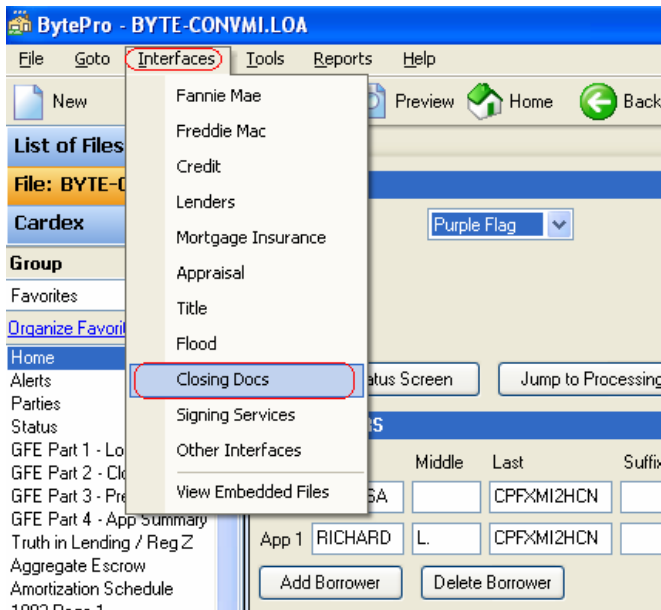 BytePro - BYTE-CONVMI.LOA
File Goto Interfaces Tools Reports Help
New Preview Home Back
Fannie Mae
Freddie Mac
Credit
Lenders
Mortgage Insurance
Appraisal
Title
Flood
Closing Docs
Signing Services
Other Interfaces
View Embedded Files
List of Files
File: BYTE-C
Cardex
Group
Favorites
Organize Favori
Home
Alerts
Parties
Status
GFE Part 1 - Lo
GFE Part 2 - Clo
GFE Part 3 - Pre
GFE Part 4 - App Summary
Truth in Lending / Reg Z
Aggregate Escrow
Amortization Schedule
Purple Flag
atus Screen Jump to Processing
RS
Middle Last Suffix
SA CPFXMI2HCN
App 1 RICHARD L. CPFXMI2HCN
Add Borrower Delete Borrower